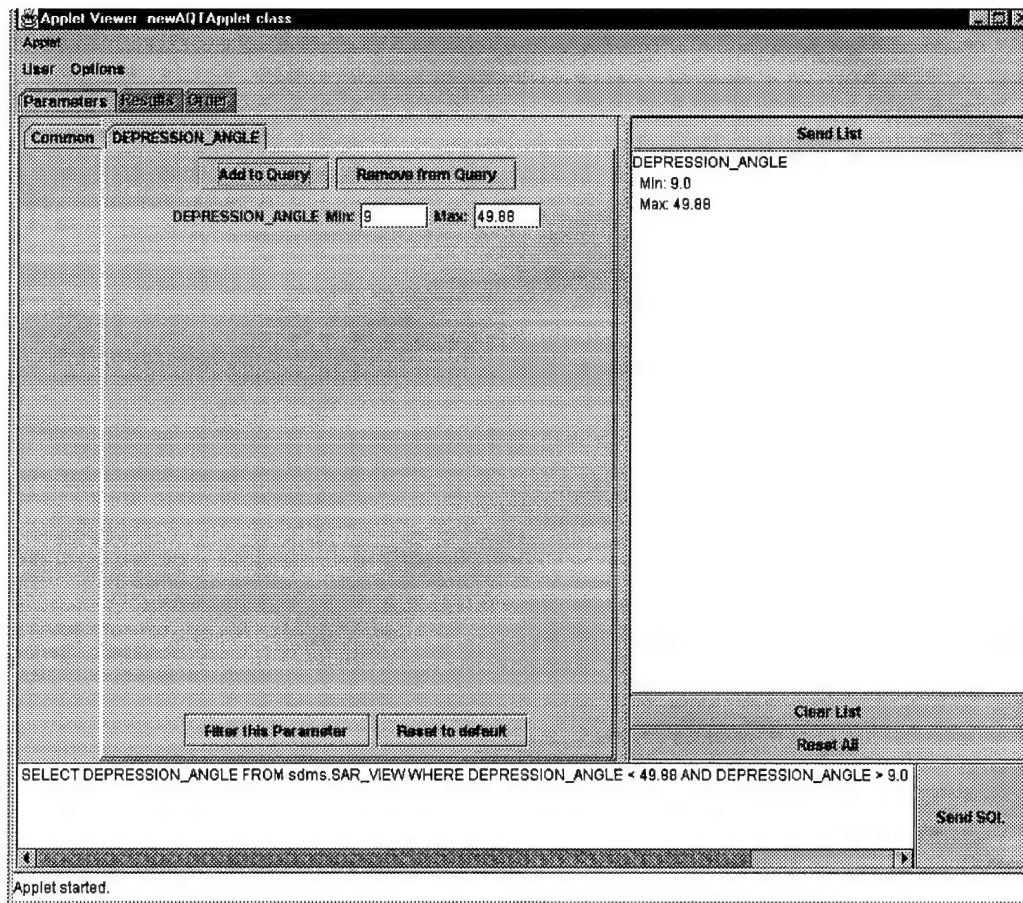 Applet Viewer: newAQTApplet.class
Applet
User Options
Parameters Results Order
Common DEPRESSION_ANGLE
Add to Query Remove from Query
DEPRESSION_ANGLE Min: 9 Max: 49.88
Filter this Parameter Reset to default
Send List
DEPRESSION_ANGLE
Min: 9.0
Max: 49.88
Clear List
Reset All
SELECT DEPRESSION_ANGLE FROM sdms.SAR_VIEW WHERE DEPRESSION_ANGLE < 49.88 AND DEPRESSION_ANGLE > 9.0
Send SQL
Applet started.